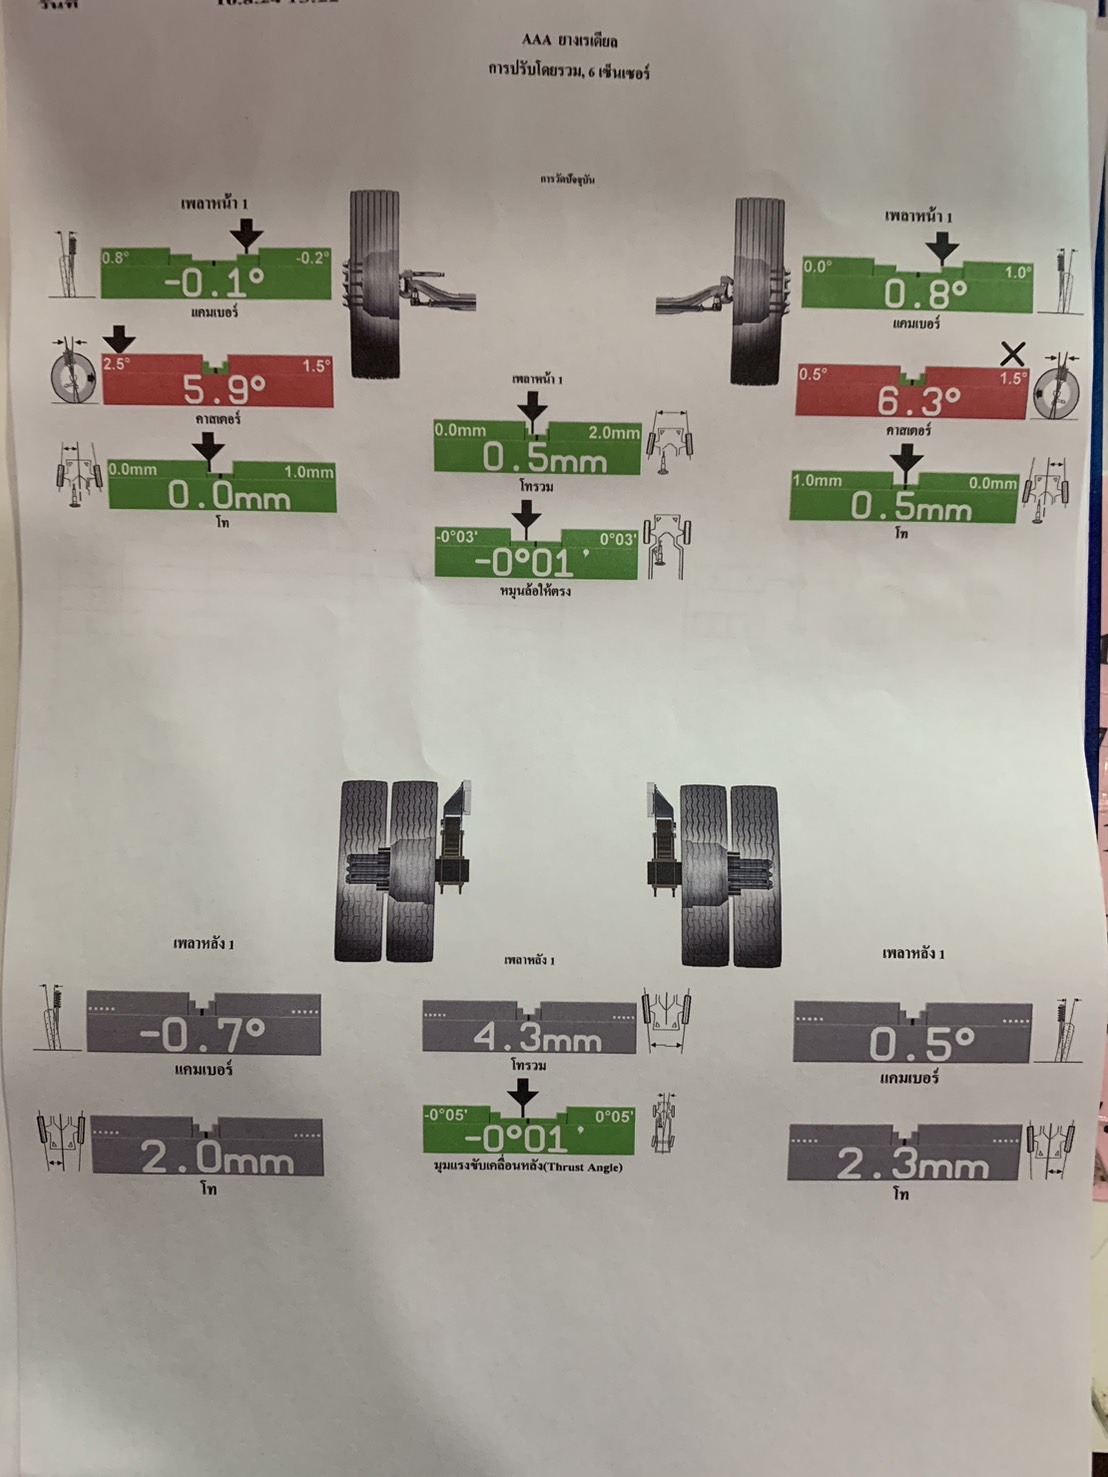 วันที่
AAA ยางเรเดียล
การปรับโดยรวม, 6 เซ็นเซอร์
การวัดปัจจุบัน
เพลาหน้า 1
0.8° -0.2°
-0.1°
แคมเบอร์
2.5° 1.5°
5.9°
คาสเตอร์
0.0mm 1.0mm
0.0mm
โท
เพลาหน้า 1
0.0mm 2.0mm
0.5mm
โทรวม
-0°03' 0°03'
-0°01'
หมุนล้อให้ตรง
เพลาหน้า 1
0.0° 1.0°
0.8°
แคมเบอร์
0.5° 1.5°
6.3°
คาสเตอร์
1.0mm 0.0mm
0.5mm
โท
เพลาหลัง 1
-0.7°
แคมเบอร์
2.0mm
โท
เพลาหลัง 1
4.3mm
โทรวม
-0°05' 0°05'
-0°01'
มุมแรงขับเคลื่อนหลัง(Thrust Angle)
เพลาหลัง 1
0.5°
แคมเบอร์
2.3mm
โท